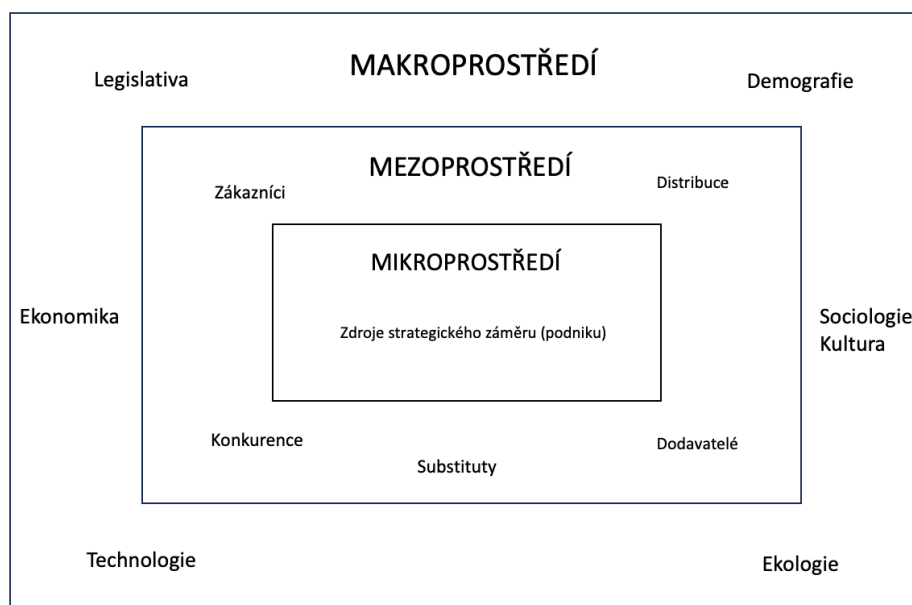 MAKROPROSTŘEDÍ
Legislativa
Demografie
MEZOPROSTŘEDÍ
Zákazníci
Distribuce
MIKROPROSTŘEDÍ
Ekonomika
Zdroje strategického záměru (podniku)
Sociologie
Kultura
Konkurence
Dodavatelé
Substituty
Technologie
Ekologie